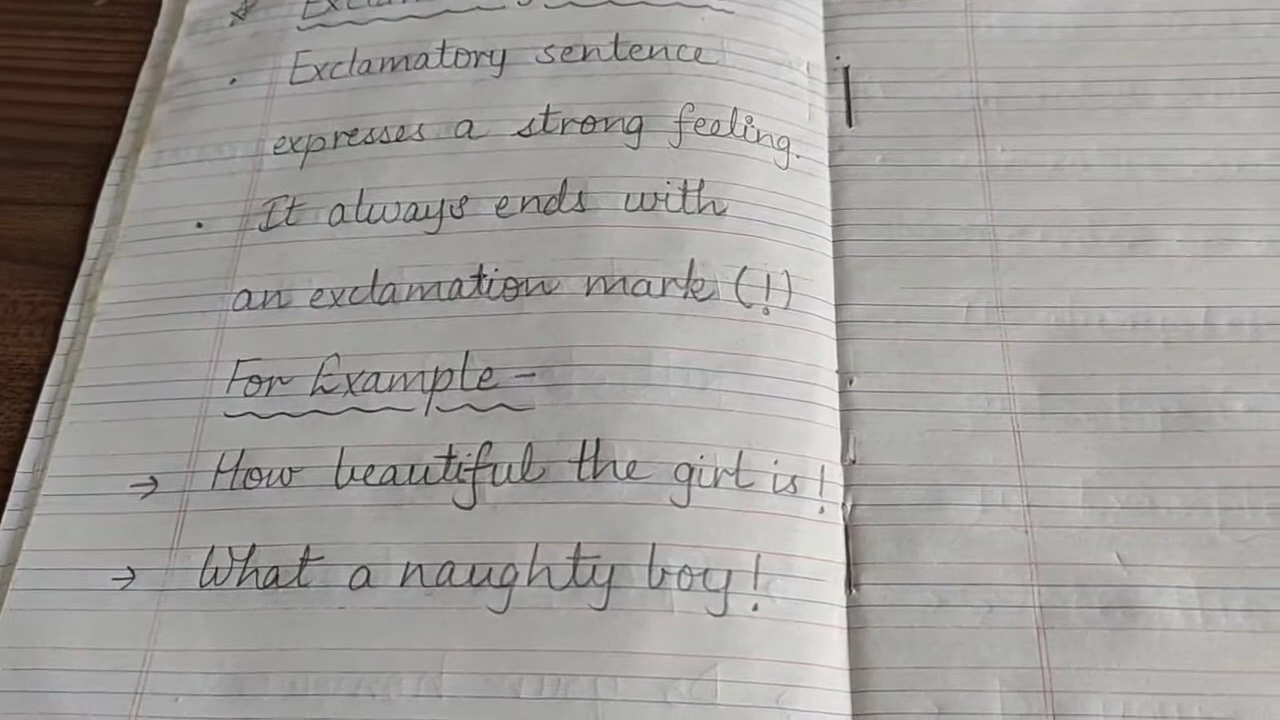 . Exclamatory sentence
expresses a strong feeling.
. It always ends with
an exclamation mark (!)
For Example -
→ How beautiful the girl is!
→ What a naughty boy!